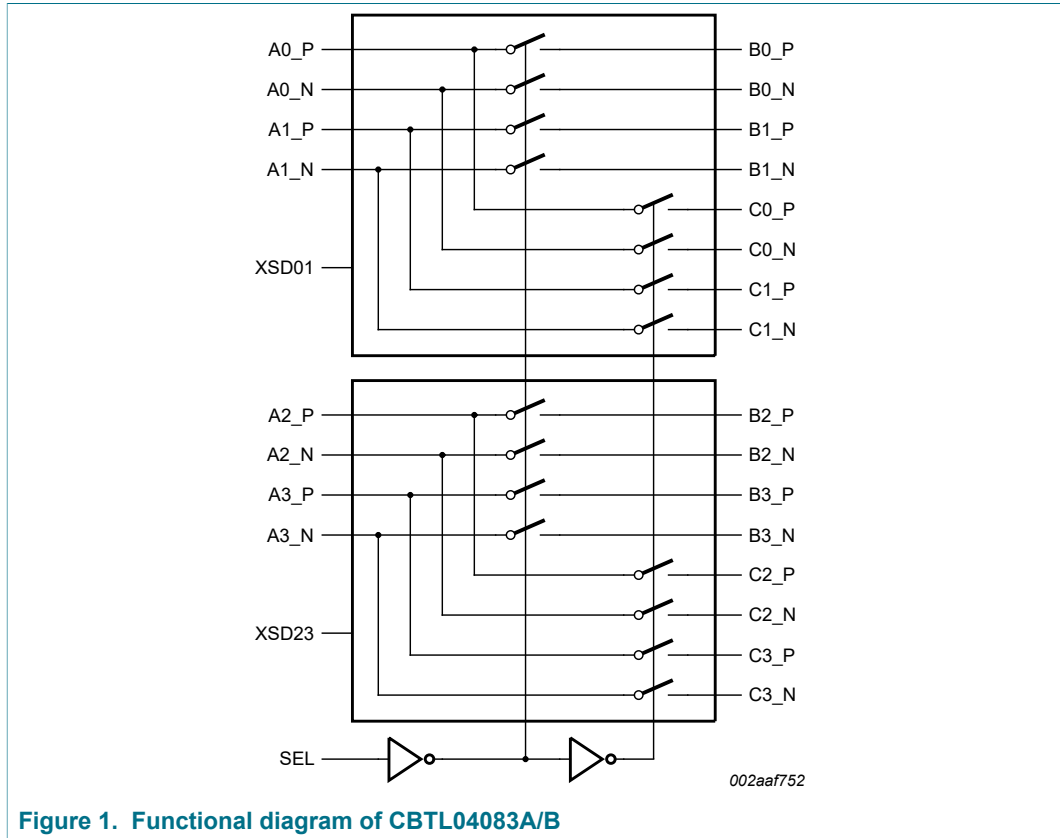 A0_P
B0_P
A0_N
B0_N
A1_P
B1_P
A1_N
B1_N
C0_P
C0_N
XSD01
C1_P
C1_N
A2_P
B2_P
A2_N
B2_N
A3_P
B3_P
A3_N
B3_N
C2_P
C2_N
XSD23
C3_P
C3_N
SEL
002aaf752
Figure 1. Functional diagram of CBTL04083A/B